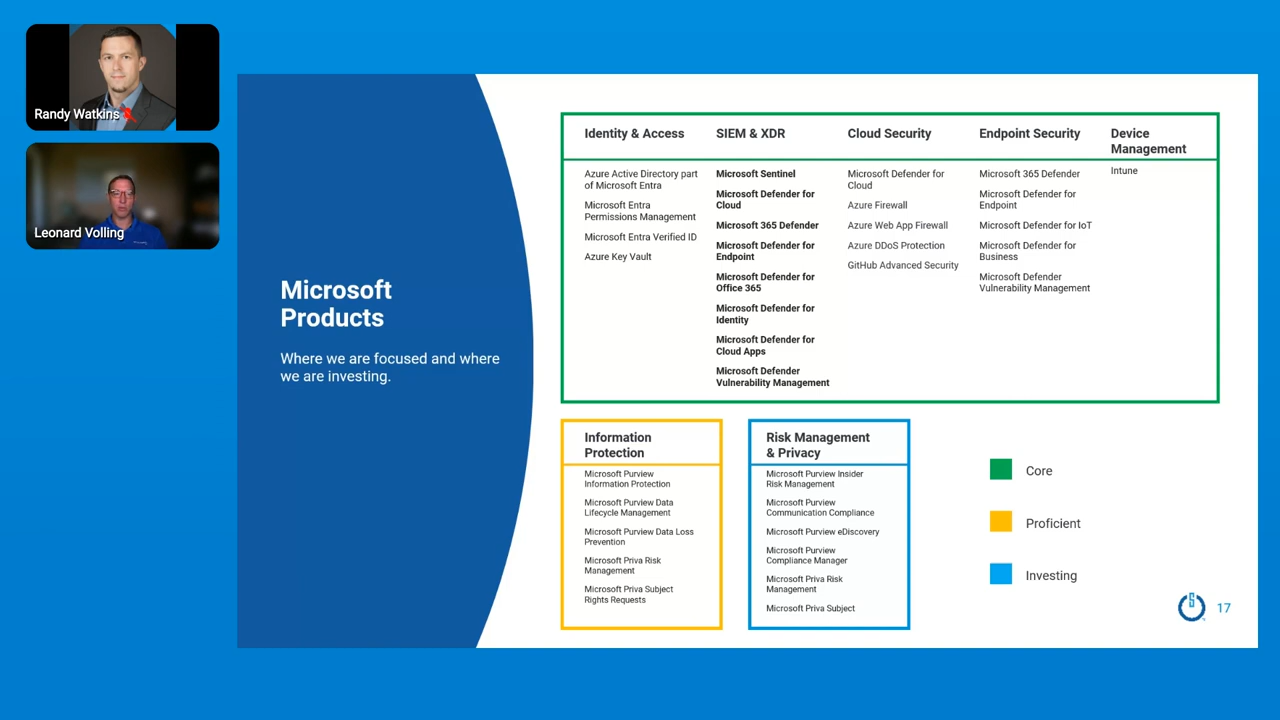 Randy Watkins
Leonard Volling
Microsoft
Products
Where we are focused and where
we are investing.
Identity & Access
Azure Active Directory part
of Microsoft Entra
Microsoft Entra
Permissions Management
Microsoft Entra Verified ID
Azure Key Vault
SIEM & XDR
Microsoft Sentinel
Microsoft Defender for
Cloud
Microsoft 365 Defender
Microsoft Defender for
Endpoint
Microsoft Defender for
Office 365
Microsoft Defender for
Identity
Microsoft Defender for
Cloud Apps
Microsoft Defender
Vulnerability Management
Cloud Security
Microsoft Defender for
Cloud
Azure Firewall
Azure Web App Firewall
Azure DDoS Protection
GitHub Advanced Security
Endpoint Security
Microsoft 365 Defender
Microsoft Defender for
Endpoint
Microsoft Defender for IoT
Microsoft Defender for
Business
Microsoft Defender
Vulnerability Management
Device
Management
Intune
Information
Protection
Microsoft Purview
Information Protection
Microsoft Purview Data
Lifecycle Management
Microsoft Purview Data Loss
Prevention
Microsoft Priva Risk
Management
Microsoft Priva Subject
Rights Requests
Risk Management
& Privacy
Microsoft Purview Insider
Risk Management
Microsoft Purview
Communication Compliance
Microsoft Purview eDiscovery
Microsoft Purview
Compliance Manager
Microsoft Priva Risk
Management
Microsoft Priva Subject
Core
Proficient
Investing
17